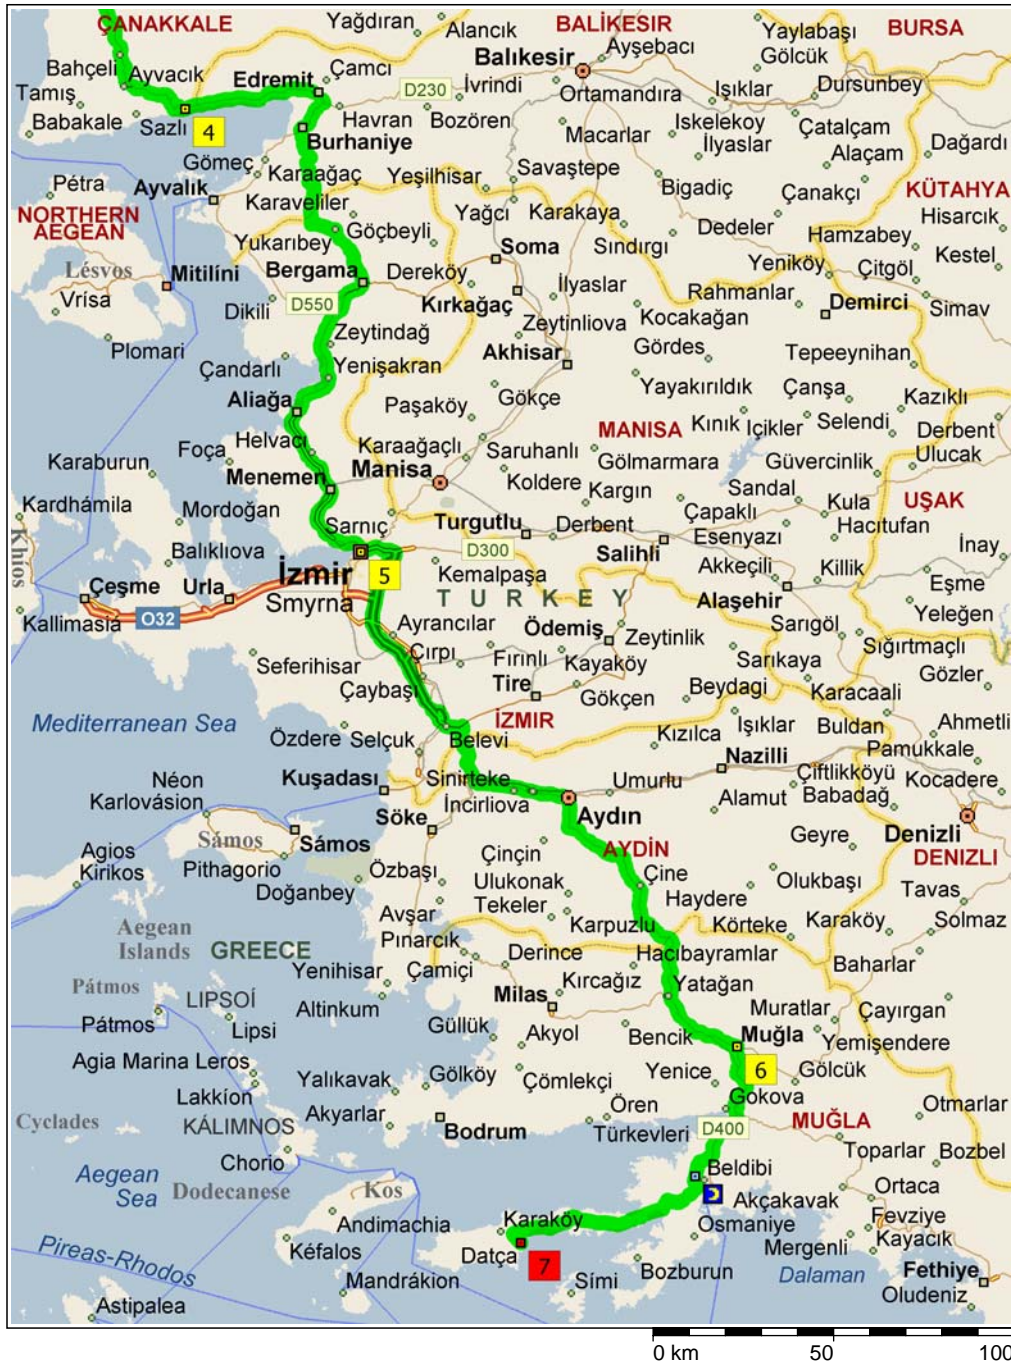 ÇANAKKALE
Yağdıran
Alancık
BALİKESIR
Yaylabaşı
BURSA
Gölcük
Bahçeli
Ayvacık
Edremit
Çamcı
Balıkesir
Ayşebacı
Tamış
D230
İvrindi
Ortamandıra
Işıklar
Dursunbey
Babakale
Sazlı
4
Havran
Bozören
Macarlar
Iskelekoy
Çatalçam
Burhaniye
İlyaslar
Alaçam
Dağardı
Gömeç
Karaağaç
Yeşilhisar
Savaştepe
Pétra
Ayvalık
Bigadiç
Çanakçı
KÜTAHYA
NORTHERN
AEGEAN
Karaveliler
Yağcı
Karakaya
Dedeler
Hisarcık
Yukarıbey
Göçbeyli
Soma
Sındırgı
Hamzabey
Kestel
Lésvos
Mitilíni
Bergama
Dereköy
İlyaslar
Yeniköy
Çitgöl
Vrísa
Dikili
D550
Kırkağaç
Rahmanlar
Demirci
Simav
Plomari
Zeytindağ
Zeytinliova
Kocakağan
Çandarlı
Yenişakran
Akhisar
Gördes
Tepeeynihan
Aliağa
Paşaköy
Gökçe
Yayakırıldık
Çanşa
Kazıklı
Foça
Helvacı
Karaağaçlı
Saruhanlı
MANISA
Kınık
Içikler
Selendi
Derbent
Karaburun
Menemen
Manisa
Gölmarmara
Güvercinlik
Ulucak
Kardhámila
Mordoğan
Koldere
Kargın
Sandal
UŞAK
Khíos
Sarnıç
Turgutlu
Derbent
Çapaklı
Kula
Hacıtufan
Balıklıova
İzmir
5
D300
Salihli
Esenyazı
İnay
Çeşme
Urla
Smyrna
Kemalpaşa
Akkeçili
Killik
Eşme
Kallimasiá
O32
TURKEY
Alaşehir
Yeleğen
Ayrancılar
Ödemiş
Zeytinlik
Sarıgöl
Sığırtmaçlı
Seferihisar
Çırpı
Fırınlı
Kayaköy
Sarıkaya
Gözler
Çaybaşı
Tire
Gökçen
Beydagi
Karacaali
Mediterranean Sea
İZMIR
Işıklar
Buldan
Ahmetli
Özdere
Selçuk
Belevi
Kızılca
Nazilli
Pamukkale
Néon
Karlovásion
Kuşadası
Sinirteke
Umurlu
Çiftlikköyü
Kocadere
İncirliova
Alamut
Babadağ
Sámos
Sámos
Söke
Aydın
Geyre
Denizli
Agios
Kirikos
Pithagorio
Özbaşı
Çinçin
AYDİN
DENIZLI
Doğanbey
Ulukonak
Çine
Olukbaşı
Tavas
Aegean
Islands
Avşar
Tekeler
Haydere
Karpuzlu
Körteke
Karaköy
Solmaz
GREECE
Pınarcık
Derince
Hacıbayramlar
Baharlar
Pátmos
Yenihisar
Çamiçi
Kırcağız
Yatağan
LIPSOÍ
Altinkum
Milas
Muratlar
Çayırgan
Pátmos
Lipsi
Güllük
Akyol
Bencik
Muğla
Yemişendere
Agia Marina Leros
Yalıkavak
Gölköy
Çömlekçi
Yenice
6
Gölcük
Lakkíon
Akyarlar
Ören
Gokova
Otmarlar
Cyclades
KÁLIMNOS
Bodrum
Türkevleri
D400
MUĞLA
Chorio
Toparlar
Bozbel
Aegean
Sea
Dodecanese
Kos
Beldibi
Akçakavak
Ortaca
Andimachia
Karaköy
Osmaniye
Fevziye
Pireas-Rhodos
Kéfalos
Datça
7
Mergenli
Kayacık
Mandrákion
Sími
Bozburun
Dalaman
Fethiye
Astipalea
Oludeniz
0 km 50 100